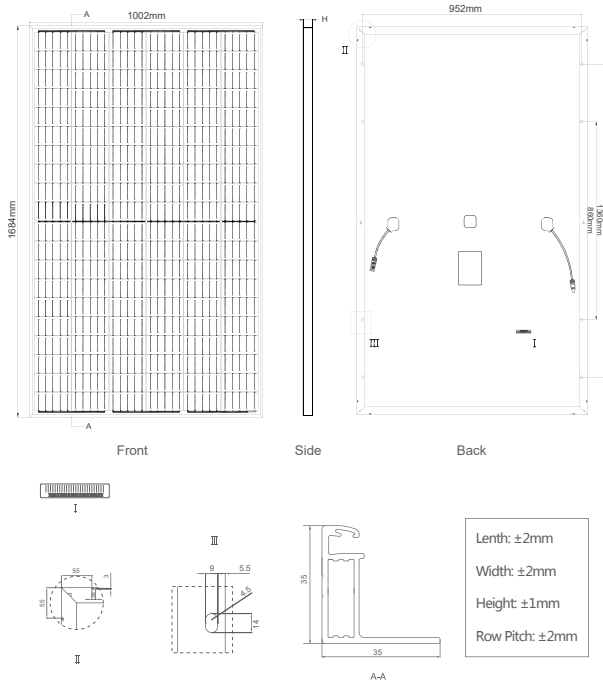 A
1002mm
H
952mm
II
1684mm
1360mm
860mm
III
I
A
Front
Side
Back
I
III
55
3
55
II
9
5.5
4.5
14
35
35
A-A
Lenth: ±2mm
Width: ±2mm
Height: ±1mm
Row Pitch: ±2mm